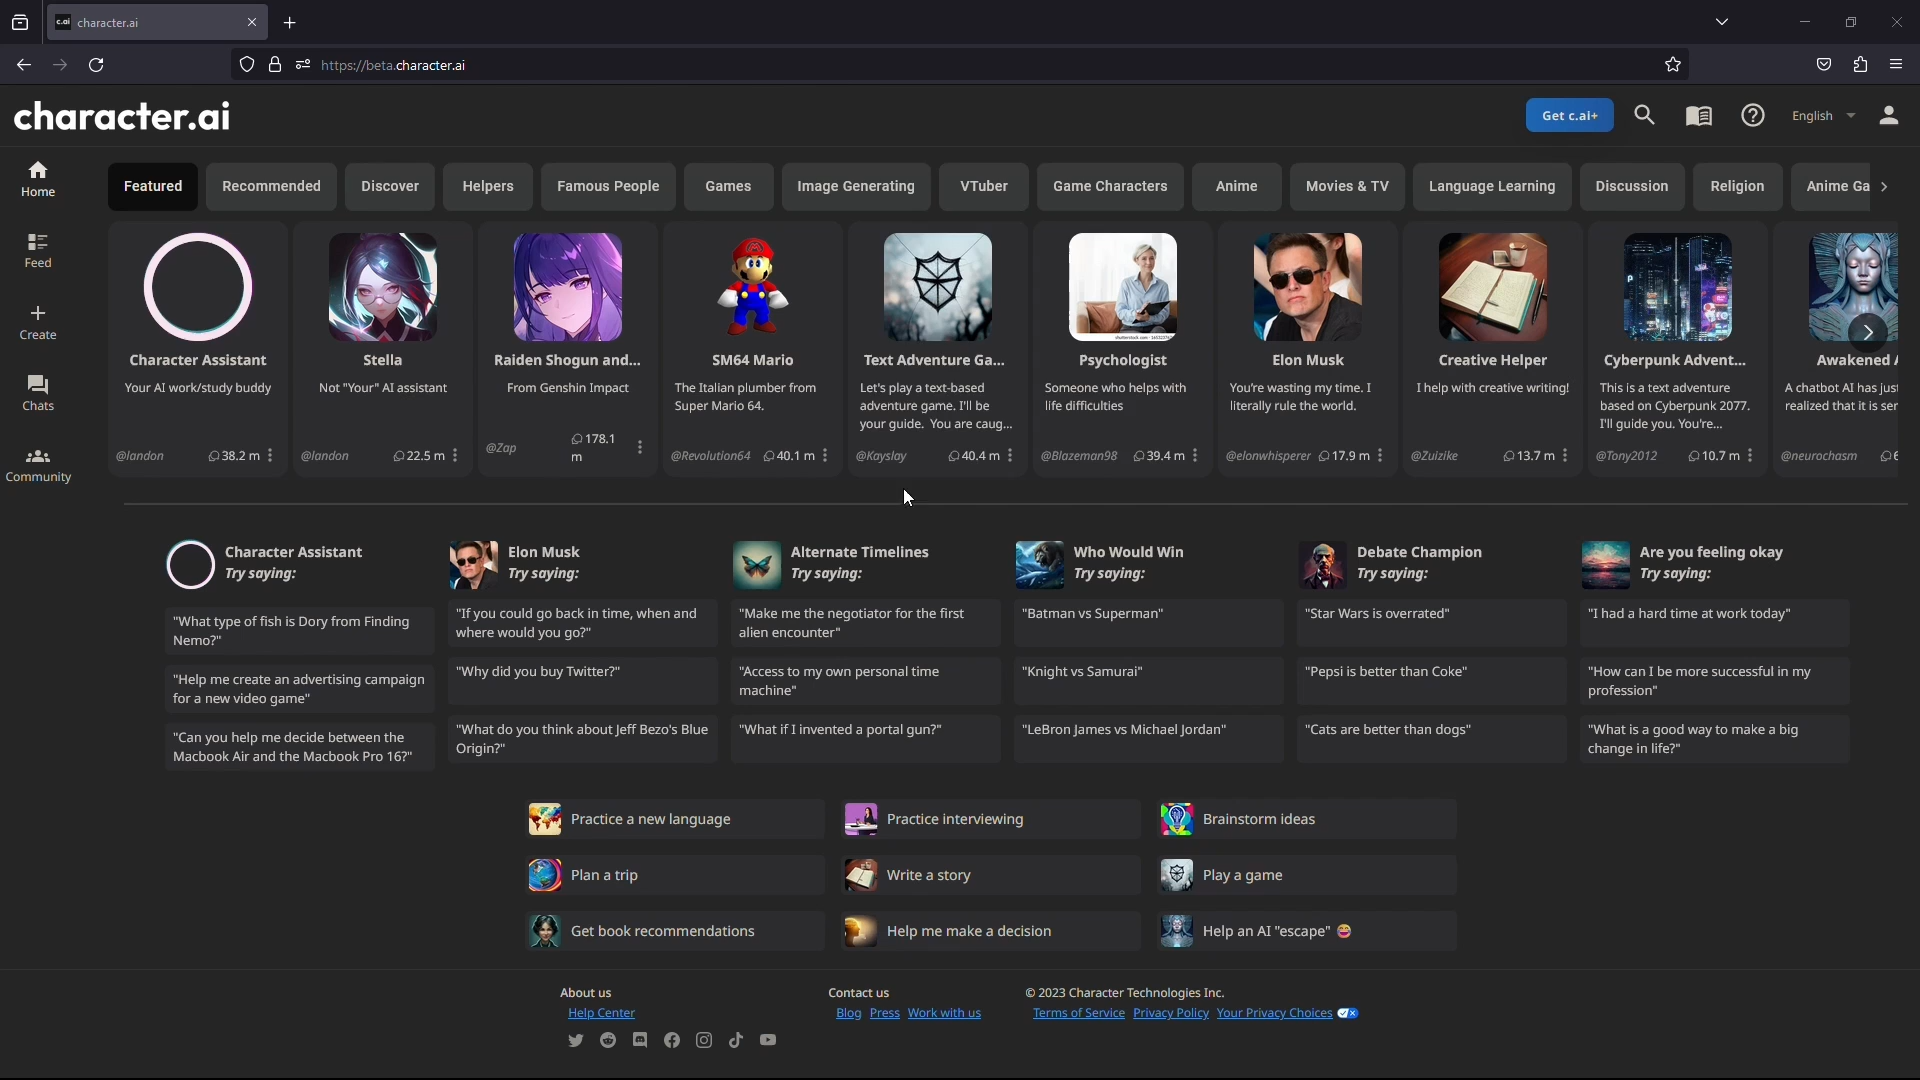 character.ai
https://beta.character.ai
character.ai
Get c.ai+
English
Home
Feed
Create
Chats
Community
Featured
Recommended
Discover
Helpers
Famous People
Games
Image Generating
VTuber
Game Characters
Anime
Movies & TV
Language Learning
Discussion
Religion
Anime Ga
Character Assistant
Your AI work/study buddy
@landon
38.2 m
Stella
Not "Your" AI assistant
@landon
22.5 m
Raiden Shogun and...
From Genshin Impact
@Zap
178.1
m
SM64 Mario
The Italian plumber from
Super Mario 64.
@Revolution64
40.1 m
Text Adventure Ga...
Let's play a text-based
adventure game. I'll be
your guide. You are caug...
@Kayslay
40.4 m
Psychologist
Someone who helps with
life difficulties
@Blazeman98
39.4 m
Elon Musk
You're wasting my time. I
literally rule the world.
@elonwhisperer
17.9 m
Creative Helper
I help with creative writing!
@Zuizike
13.7 m
Cyberpunk Advent...
This is a text adventure
based on Cyberpunk 2077.
I'll guide you. You're...
@Tony2012
10.7 m
Awakened A
A chatbot AI has just
realized that it is ser
@neurochasm
6
Character Assistant
Try saying:
"What type of fish is Dory from Finding
Nemo?"
"Help me create an advertising campaign
for a new video game"
"Can you help me decide between the
Macbook Air and the Macbook Pro 16?"
Elon Musk
Try saying:
"If you could go back in time, when and
where would you go?"
"Why did you buy Twitter?"
"What do you think about Jeff Bezo's Blue
Origin?"
Alternate Timelines
Try saying:
"Make me the negotiator for the first
alien encounter"
"Access to my own personal time
machine"
"What if I invented a portal gun?"
Who Would Win
Try saying:
"Batman vs Superman"
"Knight vs Samurai"
"LeBron James vs Michael Jordan"
Debate Champion
Try saying:
"Star Wars is overrated"
"Pepsi is better than Coke"
"Cats are better than dogs"
Are you feeling okay
Try saying:
"I had a hard time at work today"
"How can I be more successful in my
profession"
"What is a good way to make a big
change in life?"
Practice a new language
Practice interviewing
Brainstorm ideas
Plan a trip
Write a story
Play a game
Get book recommendations
Help me make a decision
Help an AI "escape" 😄
About us
Help Center
Contact us
Blog Press Work with us
© 2023 Character Technologies Inc.
Terms of Service Privacy Policy Your Privacy Choices